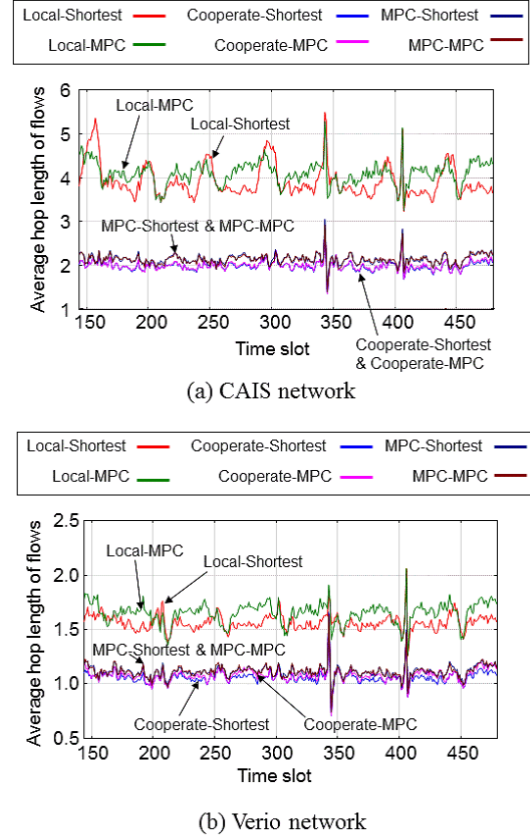 Local-Shortest Cooperate-Shortest MPC-Shortest
Local-MPC Cooperate-MPC MPC-MPC
Average hop length of flows
6
5
4
3
2
1
Local-MPC
Local-Shortest
MPC-Shortest & MPC-MPC
150 200 250 300 350 400 450
Time slot
Cooperate-Shortest
& Cooperate-MPC
(a) CAIS network
Local-Shortest Cooperate-Shortest MPC-Shortest
Local-MPC Cooperate-MPC MPC-MPC
Average hop length of flows
2.5
2.0
1.5
1.0
0.5
Local-MPC
Local-Shortest
MPC-Shortest & MPC-MPC
Cooperate-Shortest
Cooperate-MPC
150 200 250 300 350 400 450
Time slot
(b) Verio network